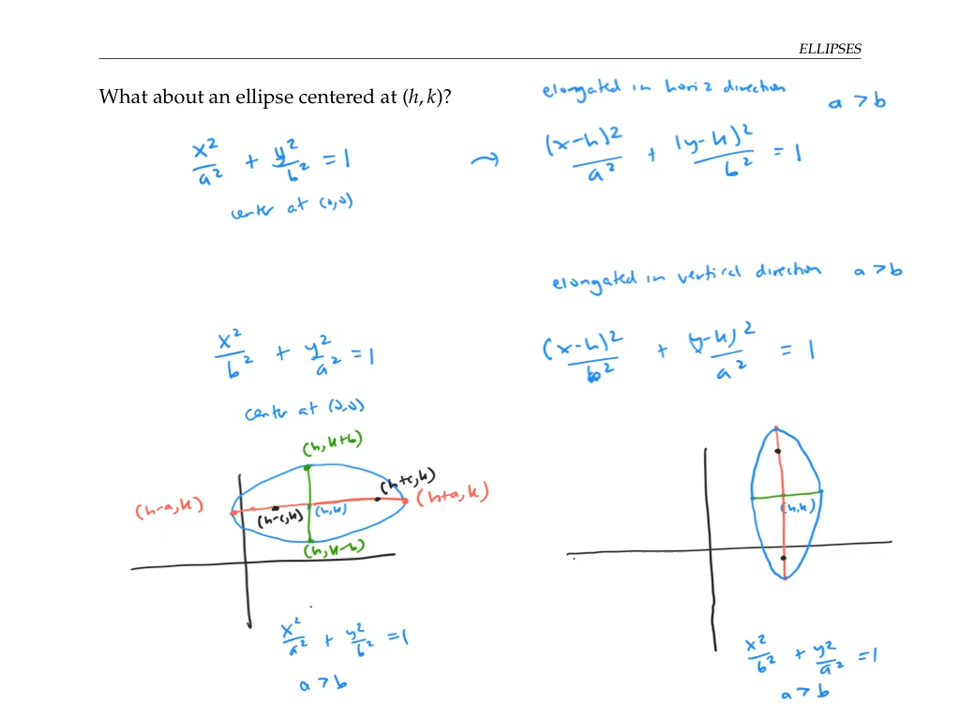 ELLIPSES
What about an ellipse centered at (h, k)?
elongated in horiz direction a > b
x²/a² + y²/b² = 1 → (x-h)²/a² + (y-k)²/b² = 1
center at (0,0)
elongated in vertical direction a > b
x²/b² + y²/a² = 1 (x-h)²/b² + (y-k)²/a² = 1
center at (0,0)
(h, k+b)
(h+c, k)
(h-a, k) (h+a, k)
(h-c, k) (h, k)
(h, k-b)
(h, k)
x²/a² + y²/b² = 1
a > b
x²/b² + y²/a² = 1
a > b